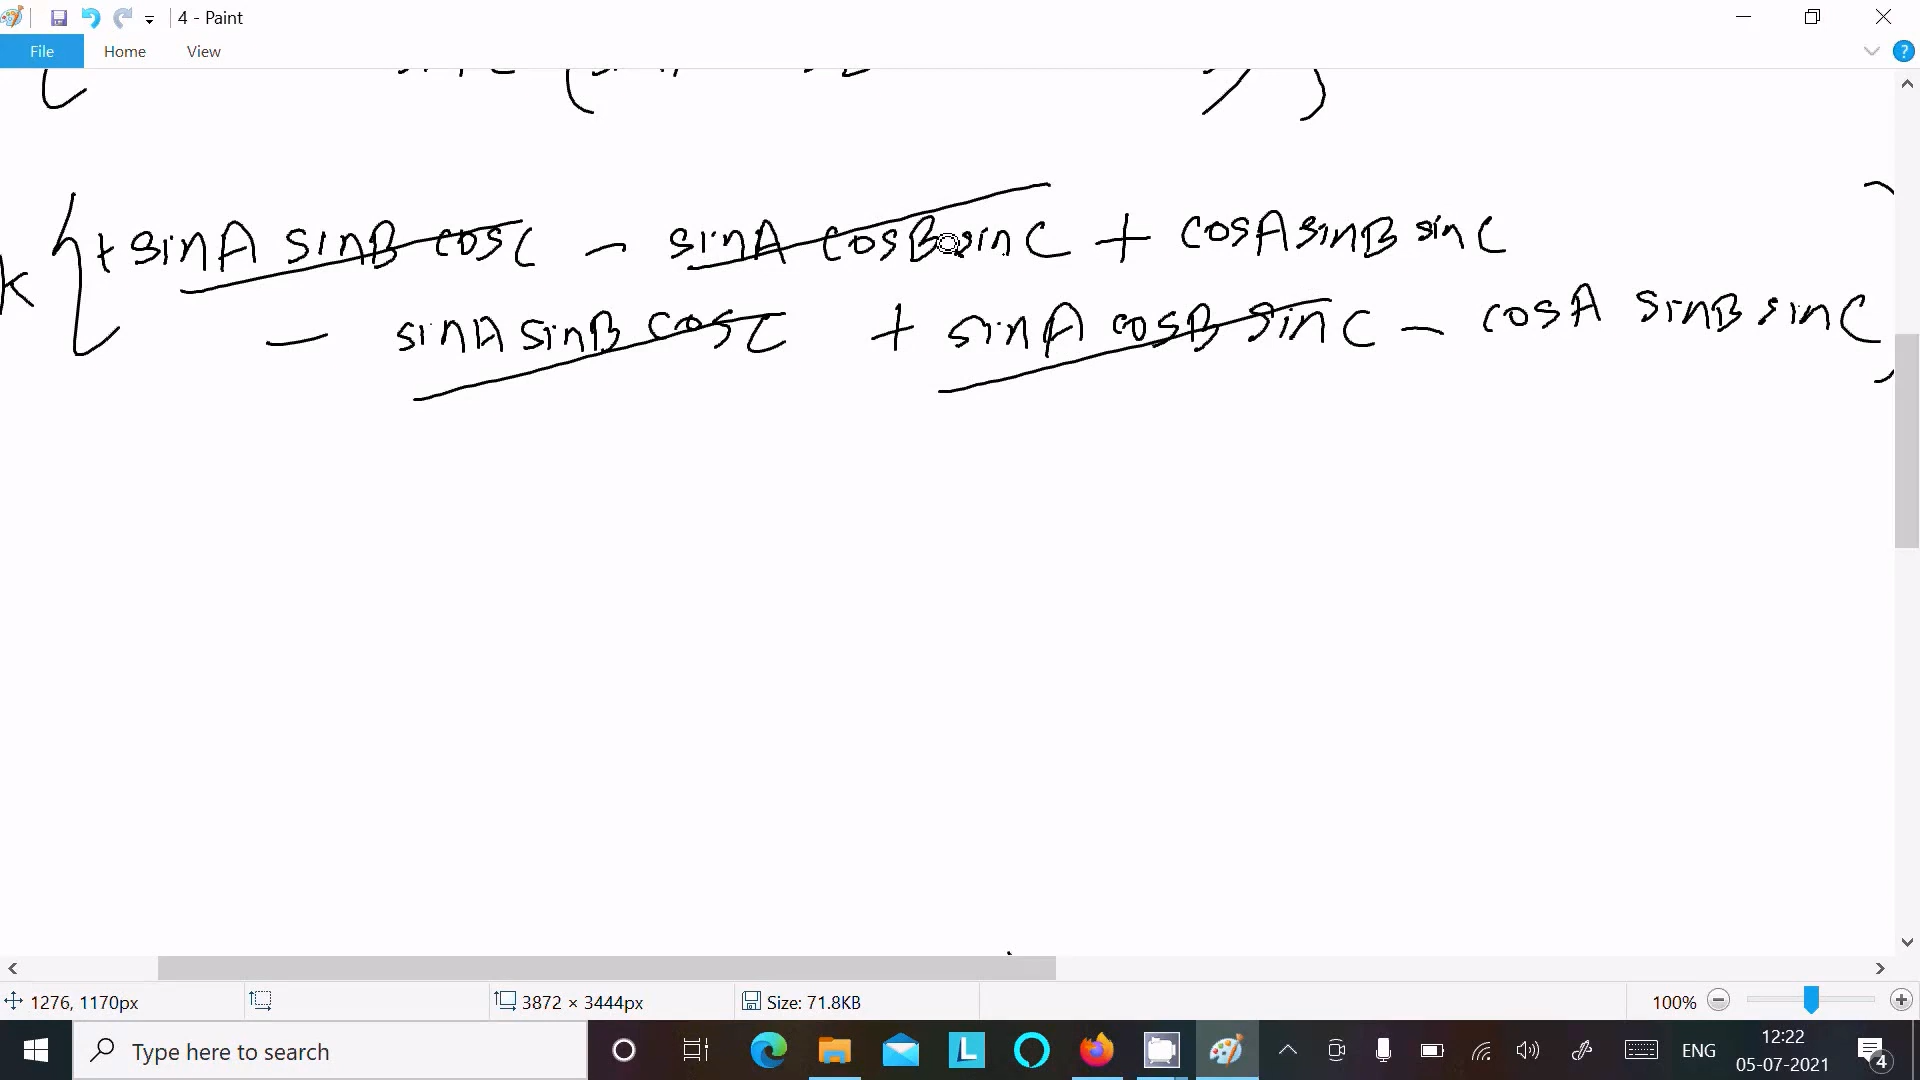 4 - Paint
File Home View
+ sinA sinB cosC - sinA cosB sinC + cosA sinB sinC
K {
- sinA sinB cosC + sinA cosB sinC - cosA sinB sinC
1276, 1170px 3872 × 3444px Size: 71.8KB 100%
Type here to search L ENG 12:22
05-07-2021 4